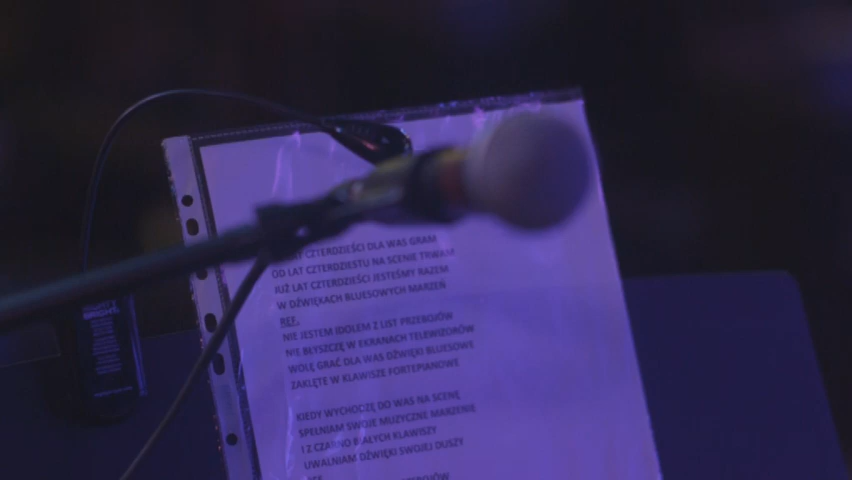 LAT CZTERDZIEŚCI DLA WAS GRAM
OD LAT CZTERDZIESTU NA SCENIE TRWAM
JUŻ LAT CZTERDZIEŚCI JESTEŚMY RAZEM
W DŹWIĘKACH BLUESOWYCH MARZEŃ
REF.
NIE JESTEM IDOLEM Z LIST PRZEBOJÓW
NIE BŁYSZCZĘ W EKRANACH TELEWIZORÓW
WOLĘ GRAĆ DLA WAS DŹWIĘKI BLUESOWE
ZAKLĘTE W KLAWISZE FORTEPIANOWE
KIEDY WYCHODZĘ DO WAS NA SCENĘ
SPEŁNIAM SWOJE MUZYCZNE MARZENIE
I Z CZARNO BIAŁYCH KLAWISZY
UWALNIAM DŹWIĘKI SWOJEJ DUSZY
REF.